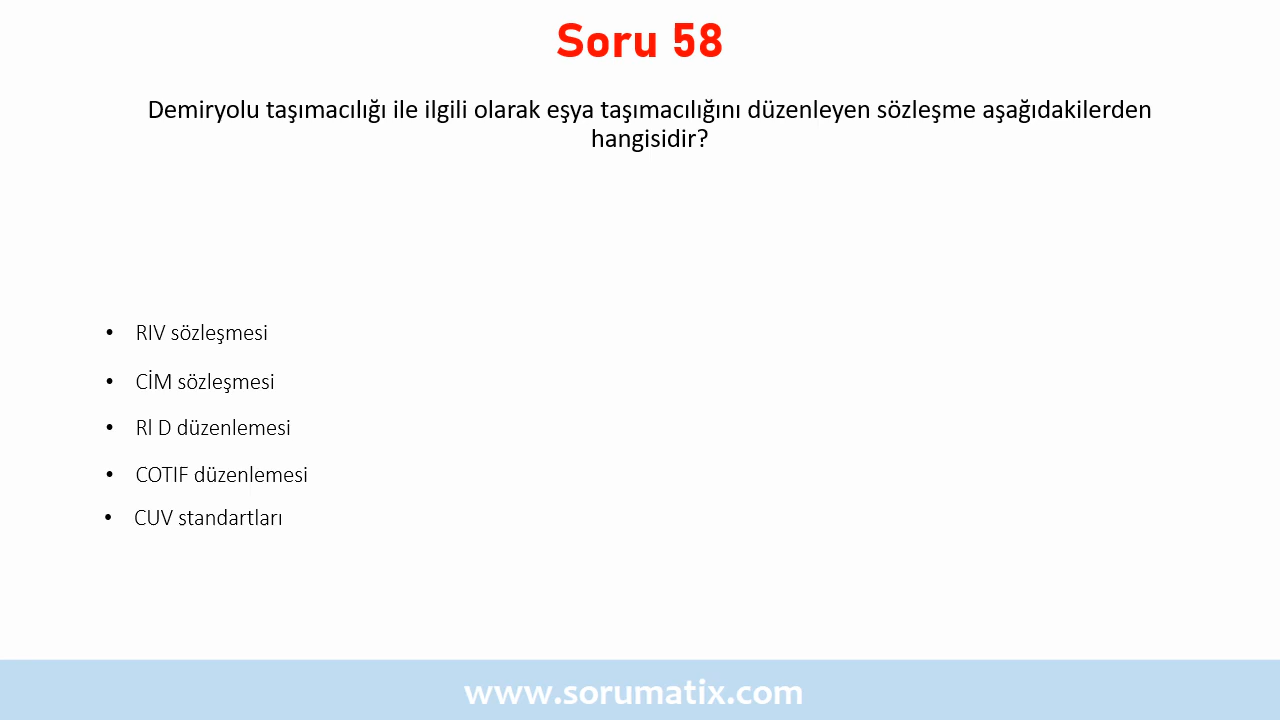 Soru 58
Demiryolu taşımacılığı ile ilgili olarak eşya taşımacılığını düzenleyen sözleşme aşağıdakilerden
hangisidir?
• RIV sözleşmesi
• CİM sözleşmesi
• Rl D düzenlemesi
• COTIF düzenlemesi
• CUV standartları
www.sorumatix.com